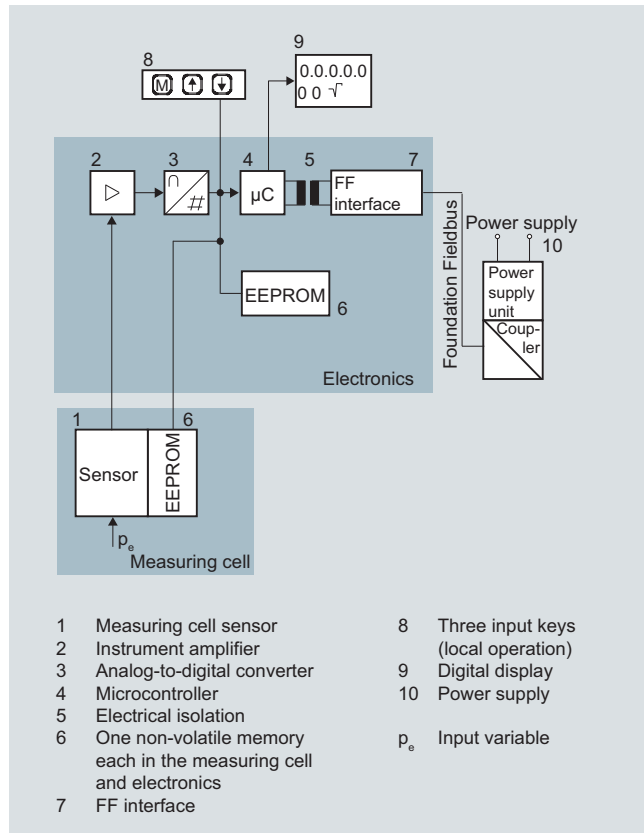 8
M
9
0.0.0.0.0
0 0 √
2
3
∩
#
4
µC
5
7
FF
interface
Foundation Fieldbus
Power supply
10
Power
supply
unit
Coup-
ler
EEPROM
6
Electronics
1
Sensor
6
EEPROM
pe
Measuring cell
1 Measuring cell sensor
2 Instrument amplifier
3 Analog-to-digital converter
4 Microcontroller
5 Electrical isolation
6 One non-volatile memory
each in the measuring cell
and electronics
7 FF interface
8 Three input keys
(local operation)
9 Digital display
10 Power supply
pe Input variable